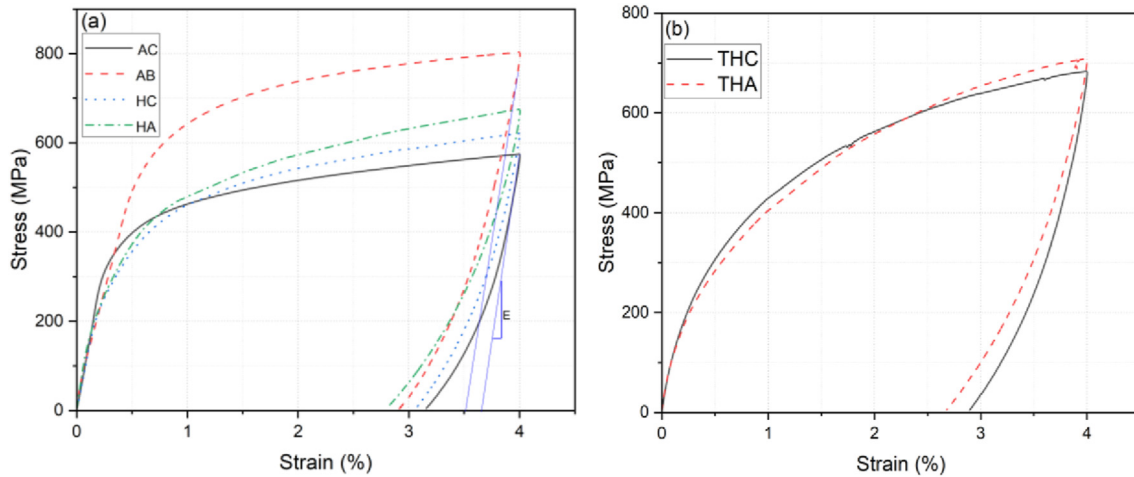 (a)
AC
AB
HC
HA
E
800
600
400
200
0
0
1
2
3
4
Stress (MPa)
Strain (%)
(b)
THC
THA
800
600
400
200
0
0
1
2
3
4
Stress (MPa)
Strain (%)